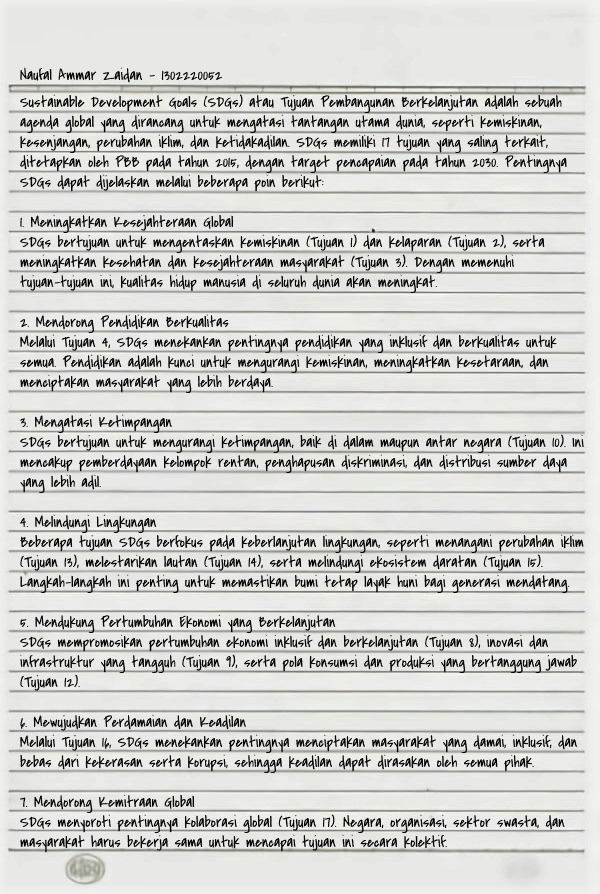 Naufal Ammar Zaidan - 1302220052
Sustainable Development Goals (SDGs) atau Tujuan Pembangunan Berkelanjutan adalah sebuah
agenda global yang dirancang untuk mengatasi tantangan utama dunia, seperti kemiskinan,
kesenjangan, perubahan iklim, dan ketidakadilan. SDGs memiliki 17 tujuan yang saling terkait,
ditetapkan oleh PBB pada tahun 2015, dengan target pencapaian pada tahun 2030. Pentingnya
SDGs dapat dijelaskan melalui beberapa poin berikut:
1. Meningkatkan Kesejahteraan Global
SDGs bertujuan untuk mengentaskan kemiskinan (Tujuan 1) dan kelaparan (Tujuan 2), serta
meningkatkan kesehatan dan kesejahteraan masyarakat (Tujuan 3). Dengan memenuhi
tujuan-tujuan ini, kualitas hidup manusia di seluruh dunia akan meningkat.
2. Mendorong Pendidikan Berkualitas
Melalui Tujuan 4, SDGs menekankan pentingnya pendidikan yang inklusif dan berkualitas untuk
semua. Pendidikan adalah kunci untuk mengurangi kemiskinan, meningkatkan kesetaraan, dan
menciptakan masyarakat yang lebih berdaya.
3. Mengatasi Ketimpangan
SDGs bertujuan untuk mengurangi ketimpangan, baik di dalam maupun antar negara (Tujuan 10). Ini
mencakup pemberdayaan kelompok rentan, penghapusan diskriminasi, dan distribusi sumber daya
yang lebih adil.
4. Melindungi Lingkungan
Beberapa tujuan SDGs berfokus pada keberlanjutan lingkungan, seperti menangani perubahan iklim
(Tujuan 13), melestarikan lautan (Tujuan 14), serta melindungi ekosistem daratan (Tujuan 15).
Langkah-langkah ini penting untuk memastikan bumi tetap layak huni bagi generasi mendatang.
5. Mendukung Pertumbuhan Ekonomi yang Berkelanjutan
SDGs mempromosikan pertumbuhan ekonomi inklusif dan berkelanjutan (Tujuan 8), inovasi dan
infrastruktur yang tangguh (Tujuan 9), serta pola konsumsi dan produksi yang bertanggung jawab
(Tujuan 12).
6. Mewujudkan Perdamaian dan Keadilan
Melalui Tujuan 16, SDGs menekankan pentingnya menciptakan masyarakat yang damai, inklusif, dan
bebas dari kekerasan serta korupsi, sehingga keadilan dapat dirasakan oleh semua pihak.
7. Mendorong Kemitraan Global
SDGs menyoroti pentingnya kolaborasi global (Tujuan 17). Negara, organisasi, sektor swasta, dan
masyarakat harus bekerja sama untuk mencapai tujuan ini secara kolektif.